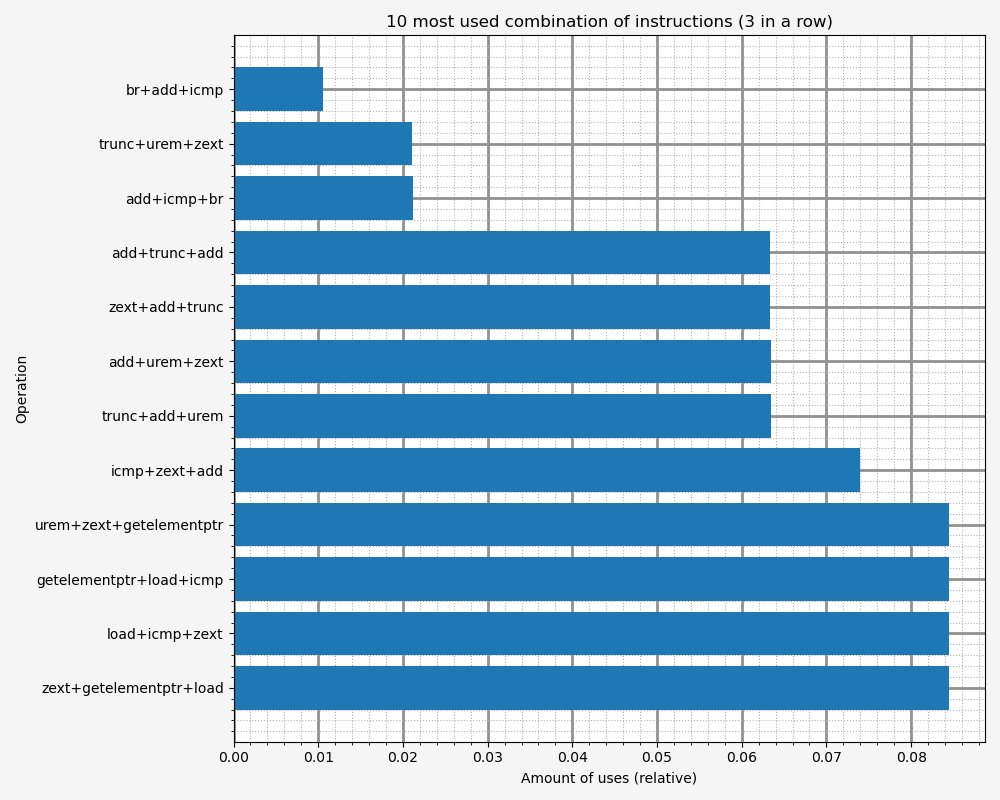 10 most used combination of instructions (3 in a row)
br+add+icmp
trunc+urem+zext
add+icmp+br
add+trunc+add
zext+add+trunc
add+urem+zext
trunc+add+urem
icmp+zext+add
urem+zext+getelementptr
getelementptr+load+icmp
load+icmp+zext
zext+getelementptr+load
Operation
0.00 0.01 0.02 0.03 0.04 0.05 0.06 0.07 0.08
Amount of uses (relative)